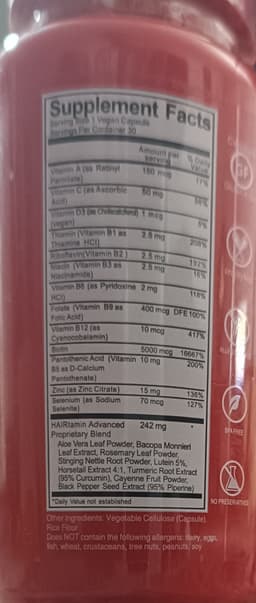 Supplement Facts
Serving Size 1 Vegan Capsule
Servings Per Container 30
Amount per serving
% Daily Value
Vitamin A (as Retinyl Palmitate) 150 mcg 17%
Vitamin C (as Ascorbic Acid) 50 mg 56%
Vitamin D3 (as Cholecalciferol) (vegan) 1 mcg 5%
Thiamin (Vitamin B1 as Thiamine HCl) 2.5 mg 208%
Riboflavin (Vitamin B2) 2.5 mg 192%
Niacin (Vitamin B3 as Niacinamide) 2.5 mg 16%
Vitamin B6 (as Pyridoxine HCl) 2 mg 118%
Folate (Vitamin B9 as Folic Acid) 400 mcg DFE 100%
Vitamin B12 (as Cyanocobalamin) 10 mcg 417%
Biotin 5000 mcg 16667%
Pantothenic Acid (Vitamin B5 as D-Calcium Pantothenate) 10 mg 200%
Zinc (as Zinc Citrate) 15 mg 136%
Selenium (as Sodium Selenite) 70 mcg 127%
HAIRtamin Advanced Proprietary Blend 242 mg *
Aloe Vera Leaf Powder, Bacopa Monnieri
Leaf Extract, Rosemary Leaf Powder,
Stinging Nettle Root Powder, Lutein 5%,
Horsetail Extract 4:1, Turmeric Root Extract
(95% Curcumin), Cayenne Fruit Powder,
Black Pepper Seed Extract (95% Piperine)
*Daily Value not established
Other Ingredients: Vegetable Cellulose (Capsule),
Rice Flour
Does NOT contain the following allergens: dairy, eggs,
fish, wheat, crustaceans, tree nuts, peanuts, soy
GF
BPA FREE
NO PRESERVATIVES